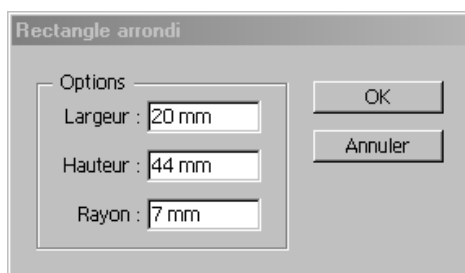 Rectangle arrondi
Options
Largeur : 20 mm
OK
Hauteur : 44 mm
Annuler
Rayon : 7 mm